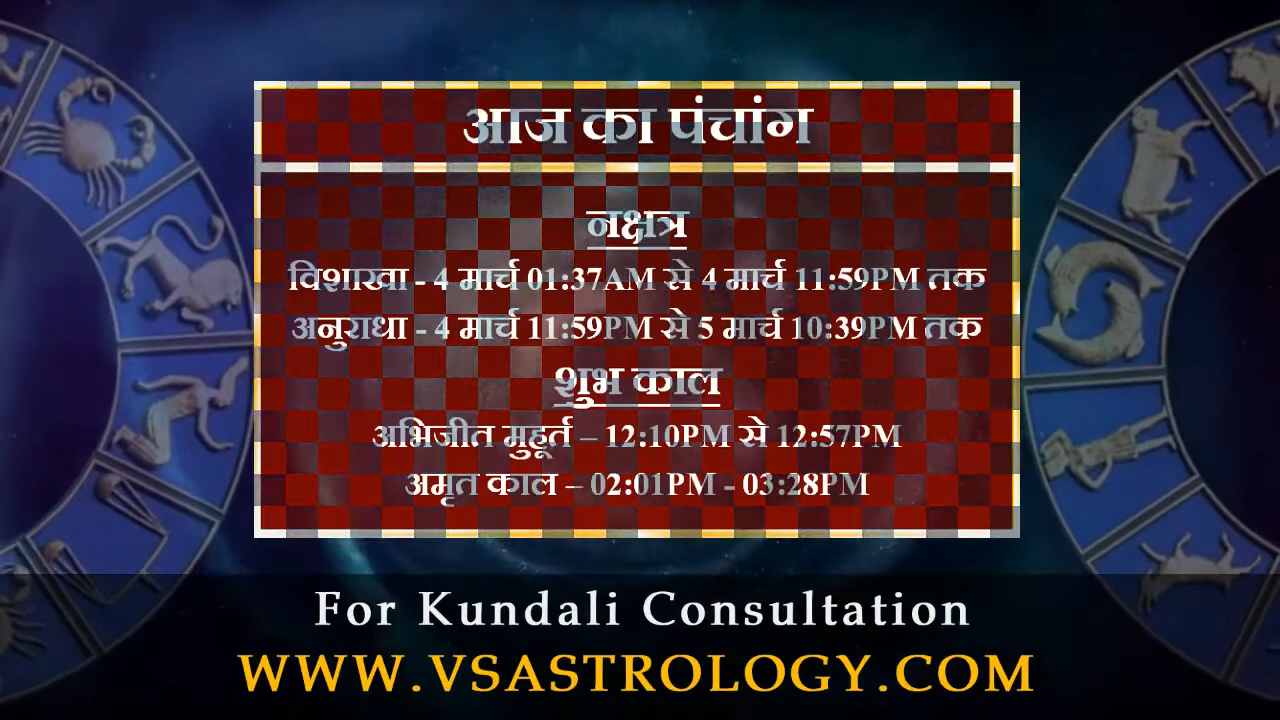 आज का पंचांग
नक्षत्र
विशाखा - 4 मार्च 01:37AM से 4 मार्च 11:59PM तक
अनुराधा - 4 मार्च 11:59PM से 5 मार्च 10:39PM तक
शुभ काल
अभिजीत मुहूर्त – 12:10PM से 12:57PM
अमृत काल – 02:01PM - 03:28PM
For Kundali Consultation
WWW.VSASTROLOGY.COM